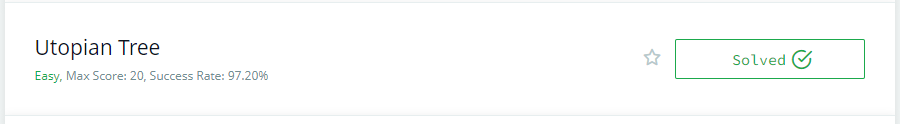 Utopian Tree
Solved
Easy, Max Score: 20, Success Rate: 97.20%